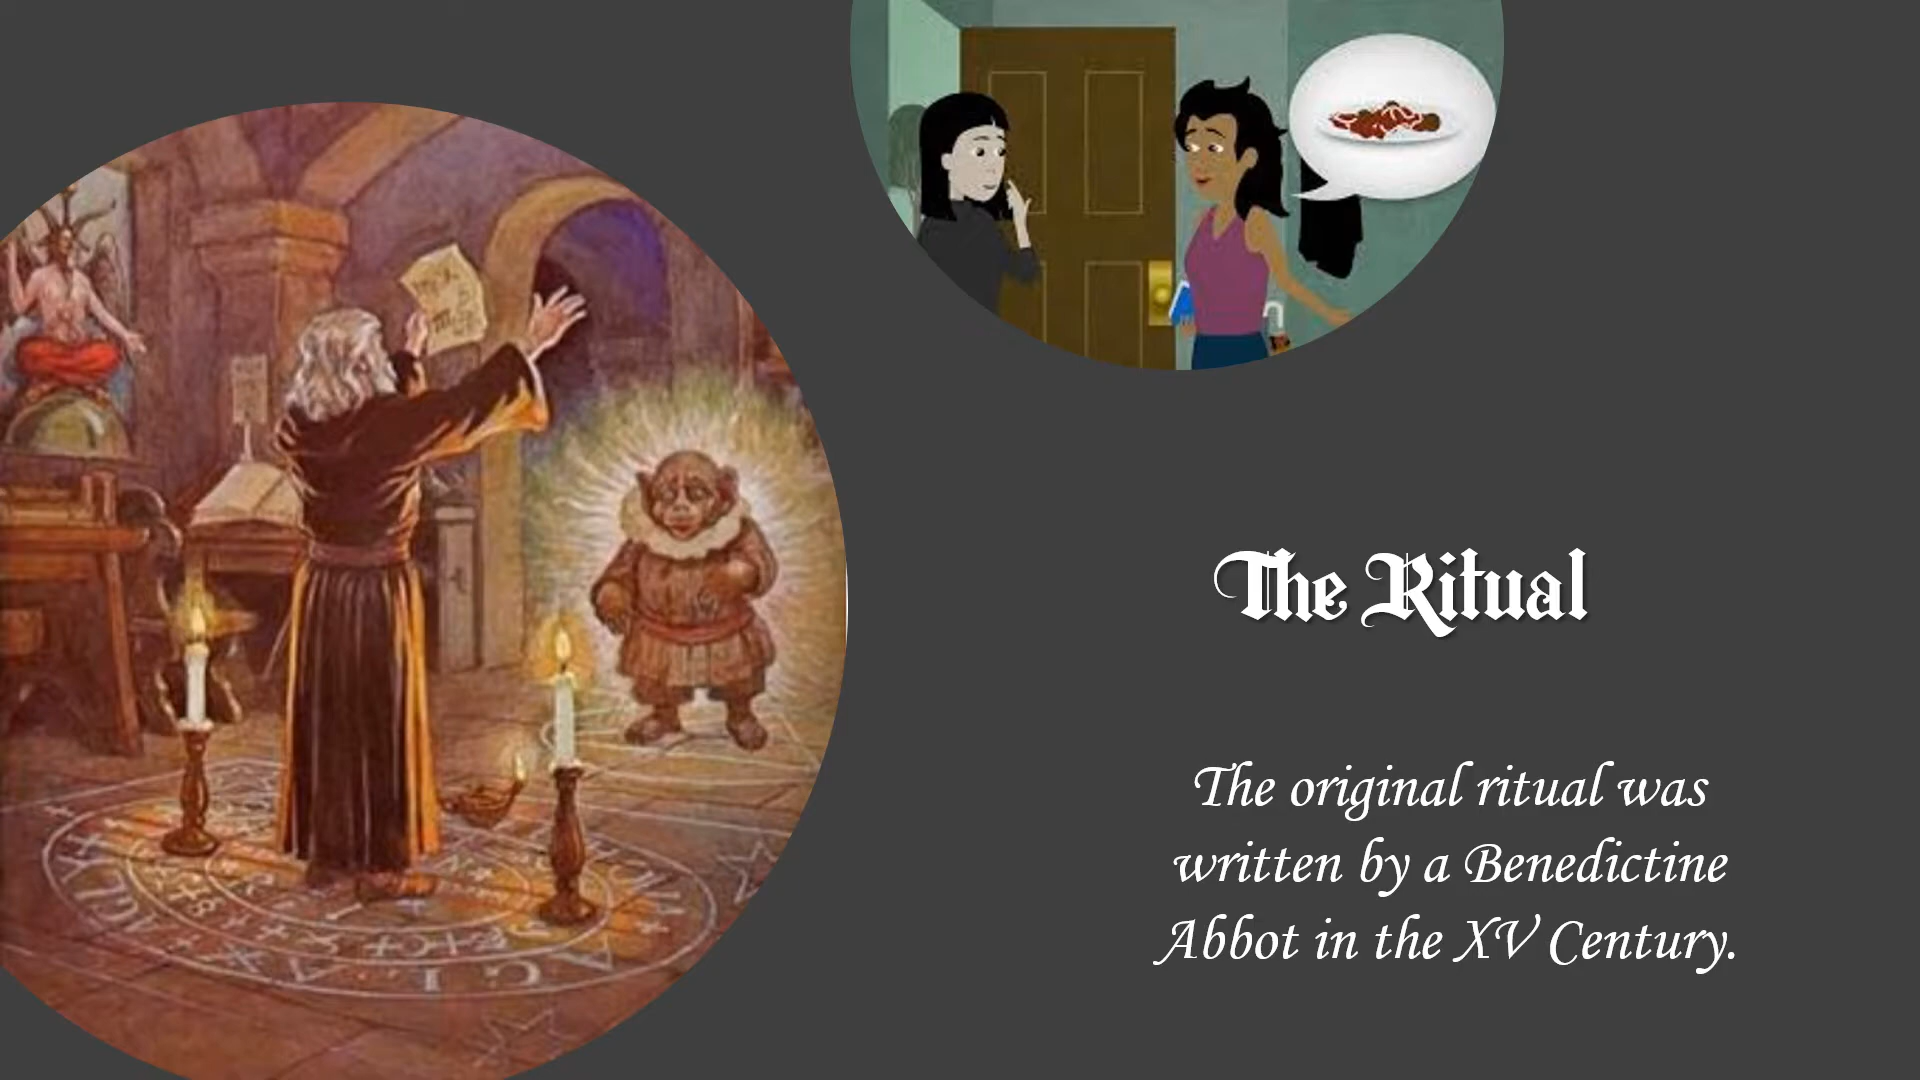 The Ritual
The original ritual was
written by a Benedictine
Abbot in the XV Century.